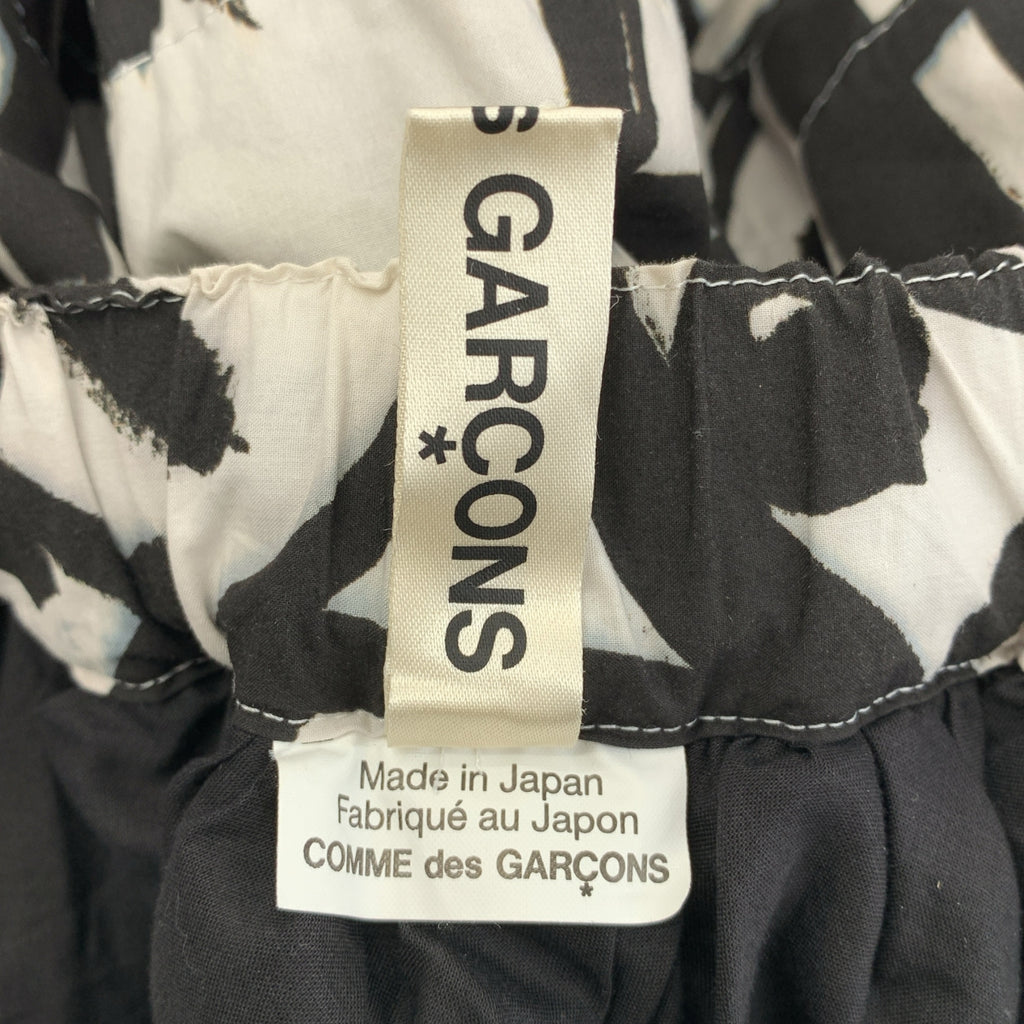 S GARÇONS
Made in Japan
Fabriqué au Japon
COMME des GARÇONS